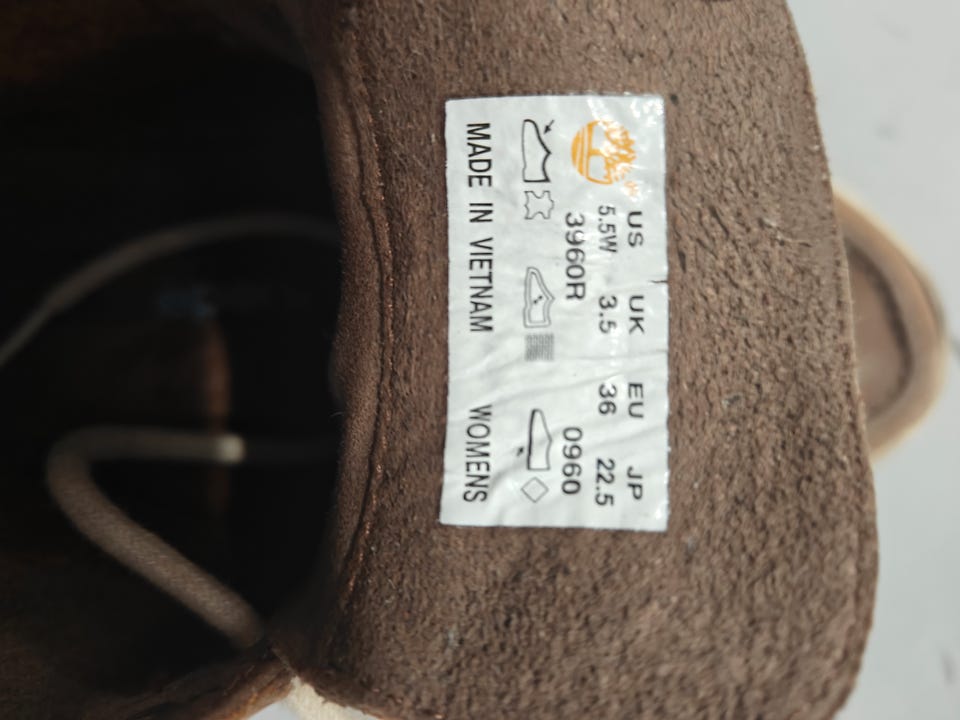 US UK EU JP
5.5W 3.5 36 22.5
3960R 0960
MADE IN VIETNAM WOMENS